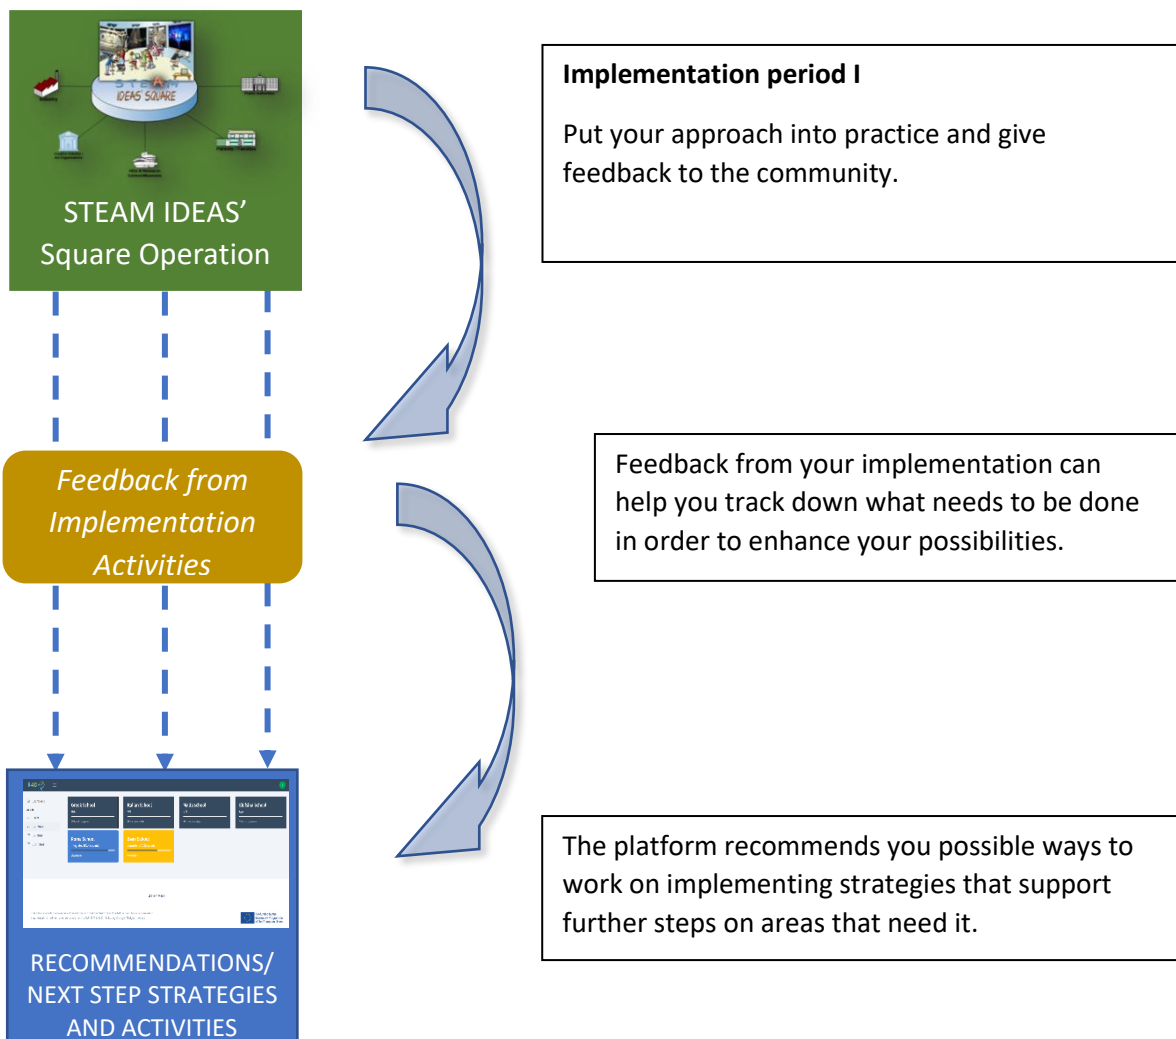 STEAM
IDEAS' SQUARE
STEAM IDEAS’
Square Operation
Implementation period I
Put your approach into practice and give
feedback to the community.
Feedback from
Implementation
Activities
Feedback from your implementation can
help you track down what needs to be done
in order to enhance your possibilities.
RECOMMENDATIONS/
NEXT STEP STRATEGIES
AND ACTIVITIES
The platform recommends you possible ways to
work on implementing strategies that support
further steps on areas that need it.